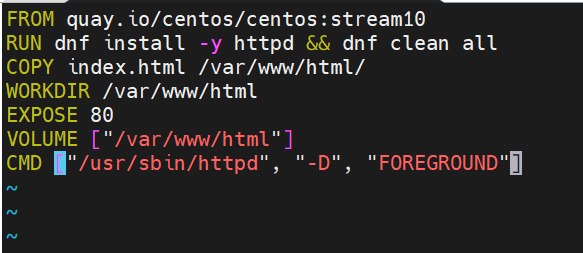 FROM quay.io/centos/centos:stream10
RUN dnf install -y httpd && dnf clean all
COPY index.html /var/www/html/
WORKDIR /var/www/html
EXPOSE 80
VOLUME ["/var/www/html"]
CMD ["/usr/sbin/httpd", "-D", "FOREGROUND"]
~
~
~